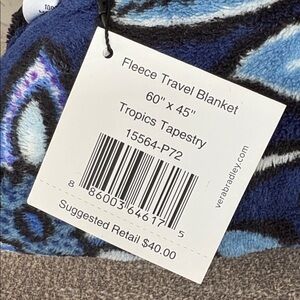 Fleece Travel Blanket
60" x 45"
Tropics Tapestry
15564-P72
8 86003 64617 5
Suggested Retail $40.00
verabradley.com